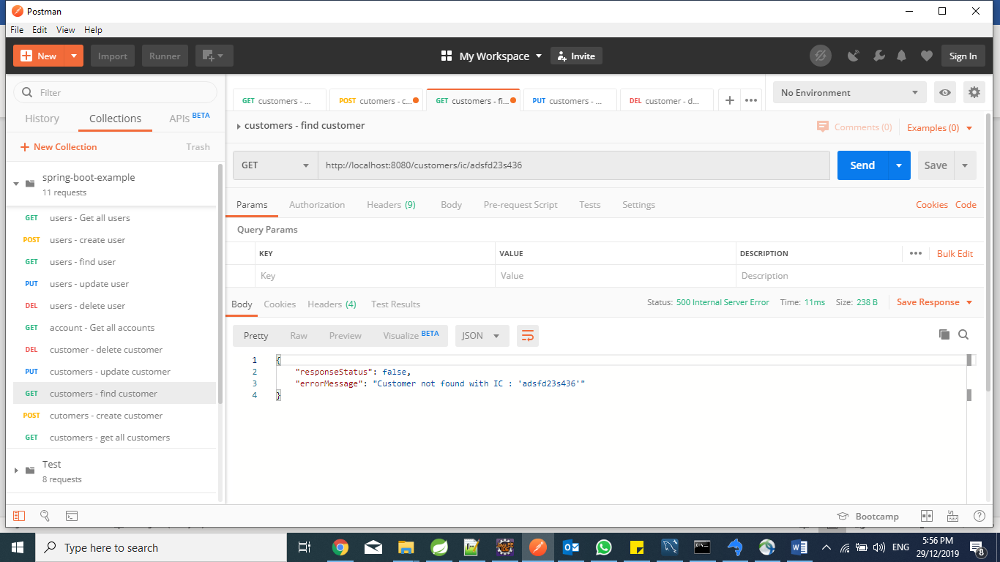 Postman
File Edit View Help
New Import Runner My Workspace Invite Sign In
Filter
History Collections APIs BETA
New Collection Trash
spring-boot-example
11 requests
GET users - Get all users
POST users - create user
GET users - find user
PUT users - update user
DEL users - delete user
GET account - Get all accounts
DEL customer - delete customer
PUT customers - update customer
GET customers - find customer
POST cutomers - create customer
GET customers - get all customers
Test
8 requests
GET customers - ... POST cutomers - c... GET customers - fi... PUT customers - ... DEL customer - d... No Environment
customers - find customer Comments (0) Examples (0)
GET http://localhost:8080/customers/ic/adsfd23s436 Send Save
Params Authorization Headers (9) Body Pre-request Script Tests Settings Cookies Code
Query Params
KEY VALUE DESCRIPTION Bulk Edit
Key Value Description
Body Cookies Headers (4) Test Results Status: 500 Internal Server Error Time: 11ms Size: 238 B Save Response
Pretty Raw Preview Visualize BETA JSON
1 {
2 "responseStatus": false,
3 "errorMessage": "Customer not found with IC : 'adsfd23s436'"
4 }
Bootcamp
Type here to search ENG 5:56 PM
29/12/2019 8